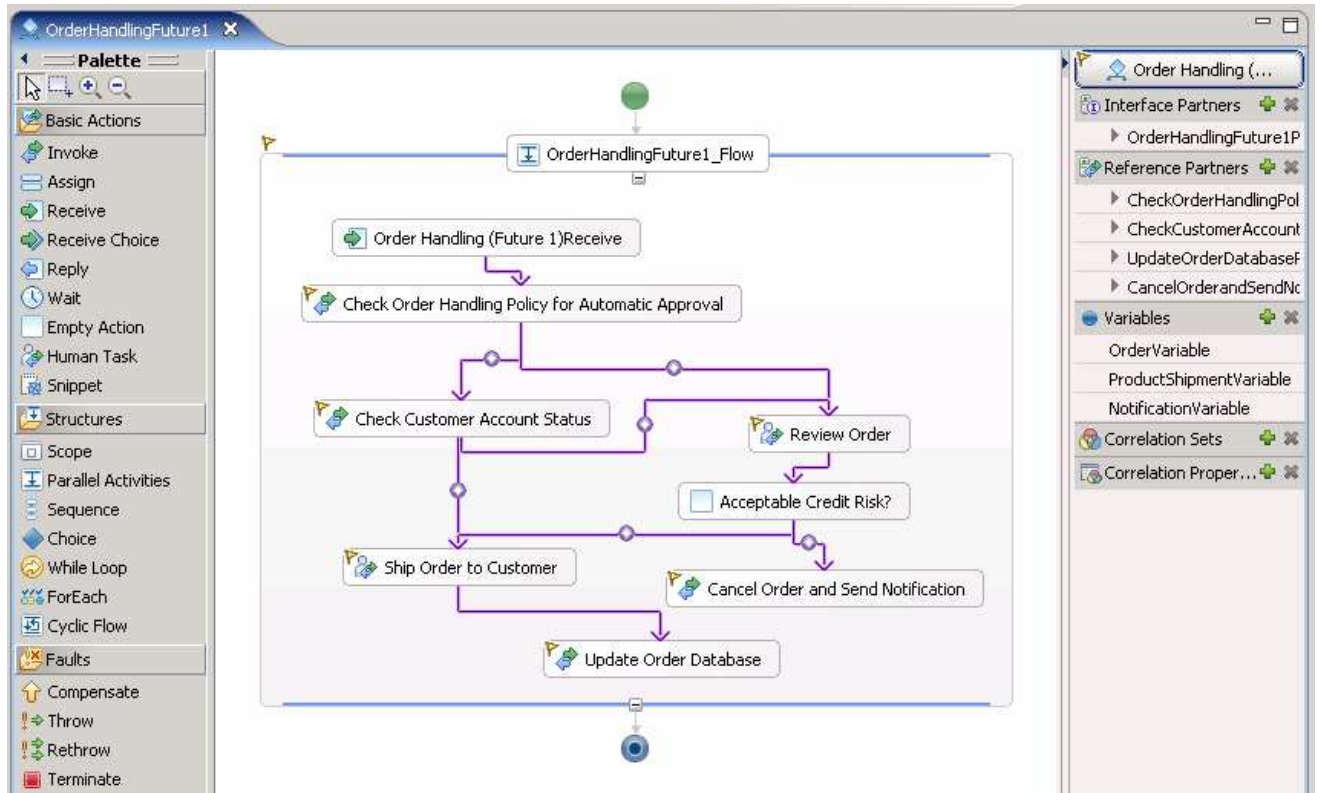 OrderHandlingFuture1
Palette
Basic Actions
Invoke
Assign
Receive
Receive Choice
Reply
Wait
Empty Action
Human Task
Snippet
Structures
Scope
Parallel Activities
Sequence
Choice
While Loop
ForEach
Cyclic Flow
Faults
Compensate
Throw
Rethrow
Terminate
OrderHandlingFuture1_Flow
Order Handling (Future 1)Receive
Check Order Handling Policy for Automatic Approval
Check Customer Account Status
Review Order
Acceptable Credit Risk?
Ship Order to Customer
Cancel Order and Send Notification
Update Order Database
Order Handling (...
Interface Partners
OrderHandlingFuture1P
Reference Partners
CheckOrderHandlingPol
CheckCustomerAccount
UpdateOrderDatabaseF
CancelOrderandSendNo
Variables
OrderVariable
ProductShipmentVariable
NotificationVariable
Correlation Sets
Correlation Proper...